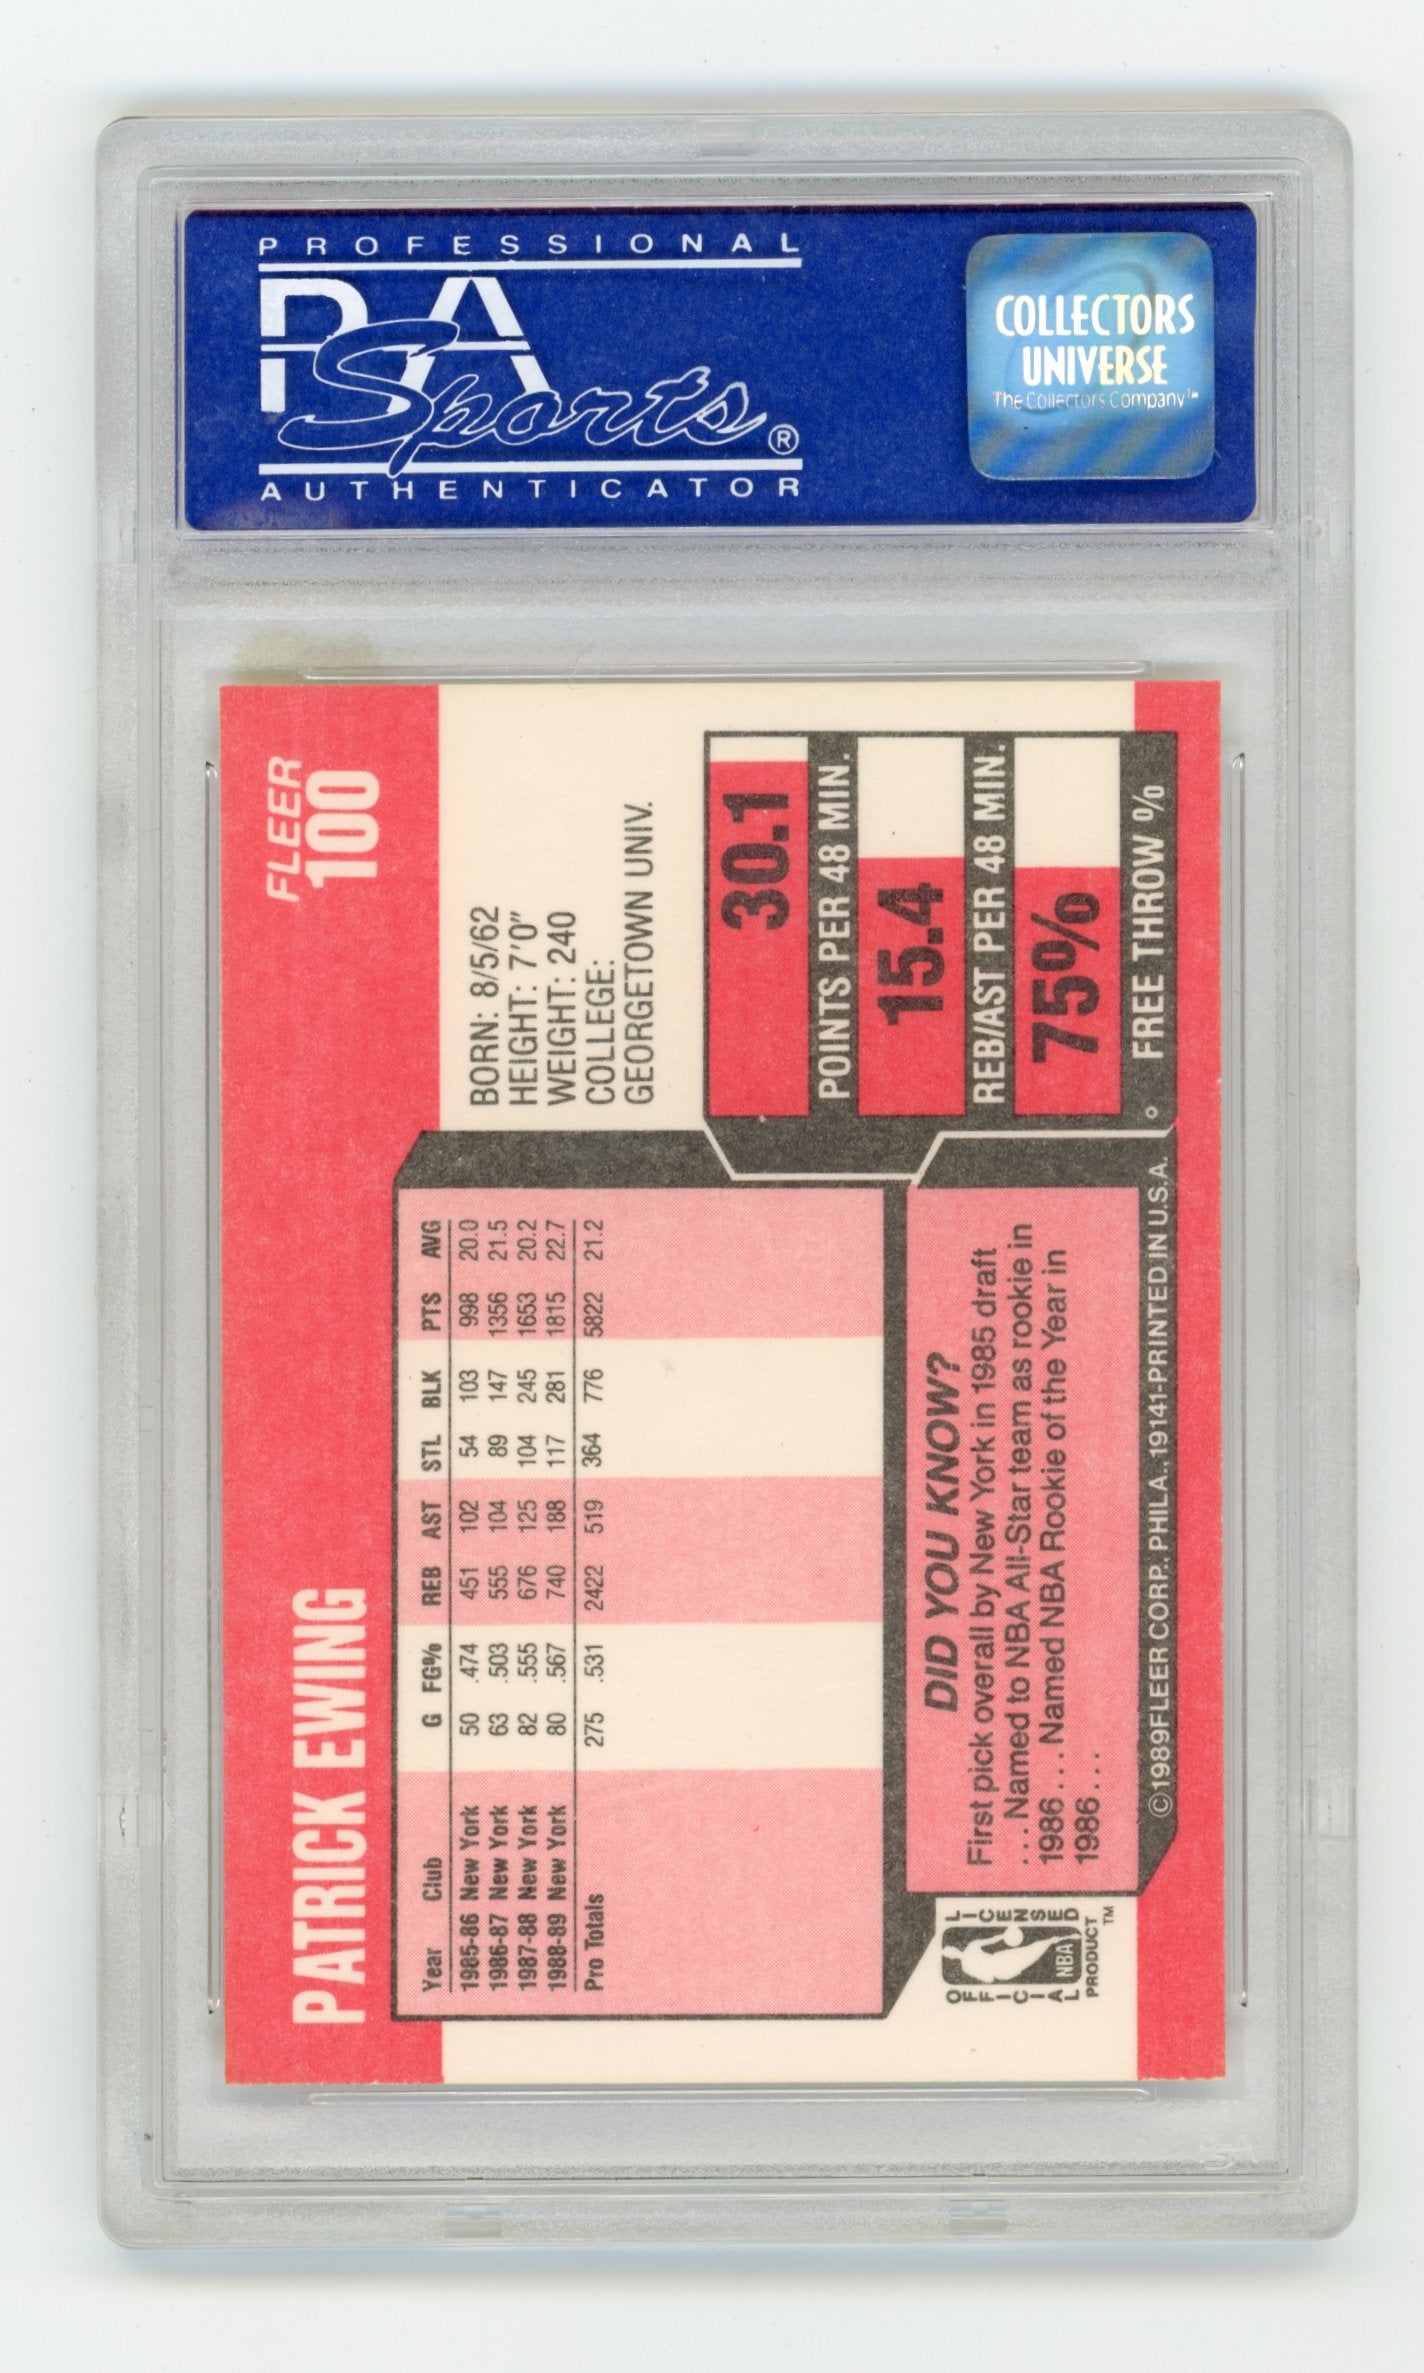 PROFESSIONAL
PSA
Sports®
AUTHENTICATOR
COLLECTORS
UNIVERSE
The Collectors Company™
PATRICK EWING
FLEER
100
BORN: 8/5/62
HEIGHT: 7'0"
WEIGHT: 240
COLLEGE:
GEORGETOWN UNIV.
Year Club G FG% REB AST STL BLK PTS AVG
1985-86 New York 50 .474 451 102 54 103 998 20.0
1986-87 New York 63 .503 555 104 89 147 1356 21.5
1987-88 New York 82 .555 676 125 104 245 1653 20.2
1988-89 New York 80 .567 740 188 117 281 1815 22.7
Pro Totals 275 .531 2422 519 364 776 5822 21.2
30.1
POINTS PER 48 MIN.
15.4
REB/AST PER 48 MIN.
75%
FREE THROW %
DID YOU KNOW?
First pick overall by New York in 1985 draft
...Named to NBA All-Star team as rookie in
1986...Named NBA Rookie of the Year in
1986...
OFFICIAL
LICENSED
NBA
PRODUCT™
©1989 FLEER CORP., PHILA., 19141-PRINTED IN U.S.A.